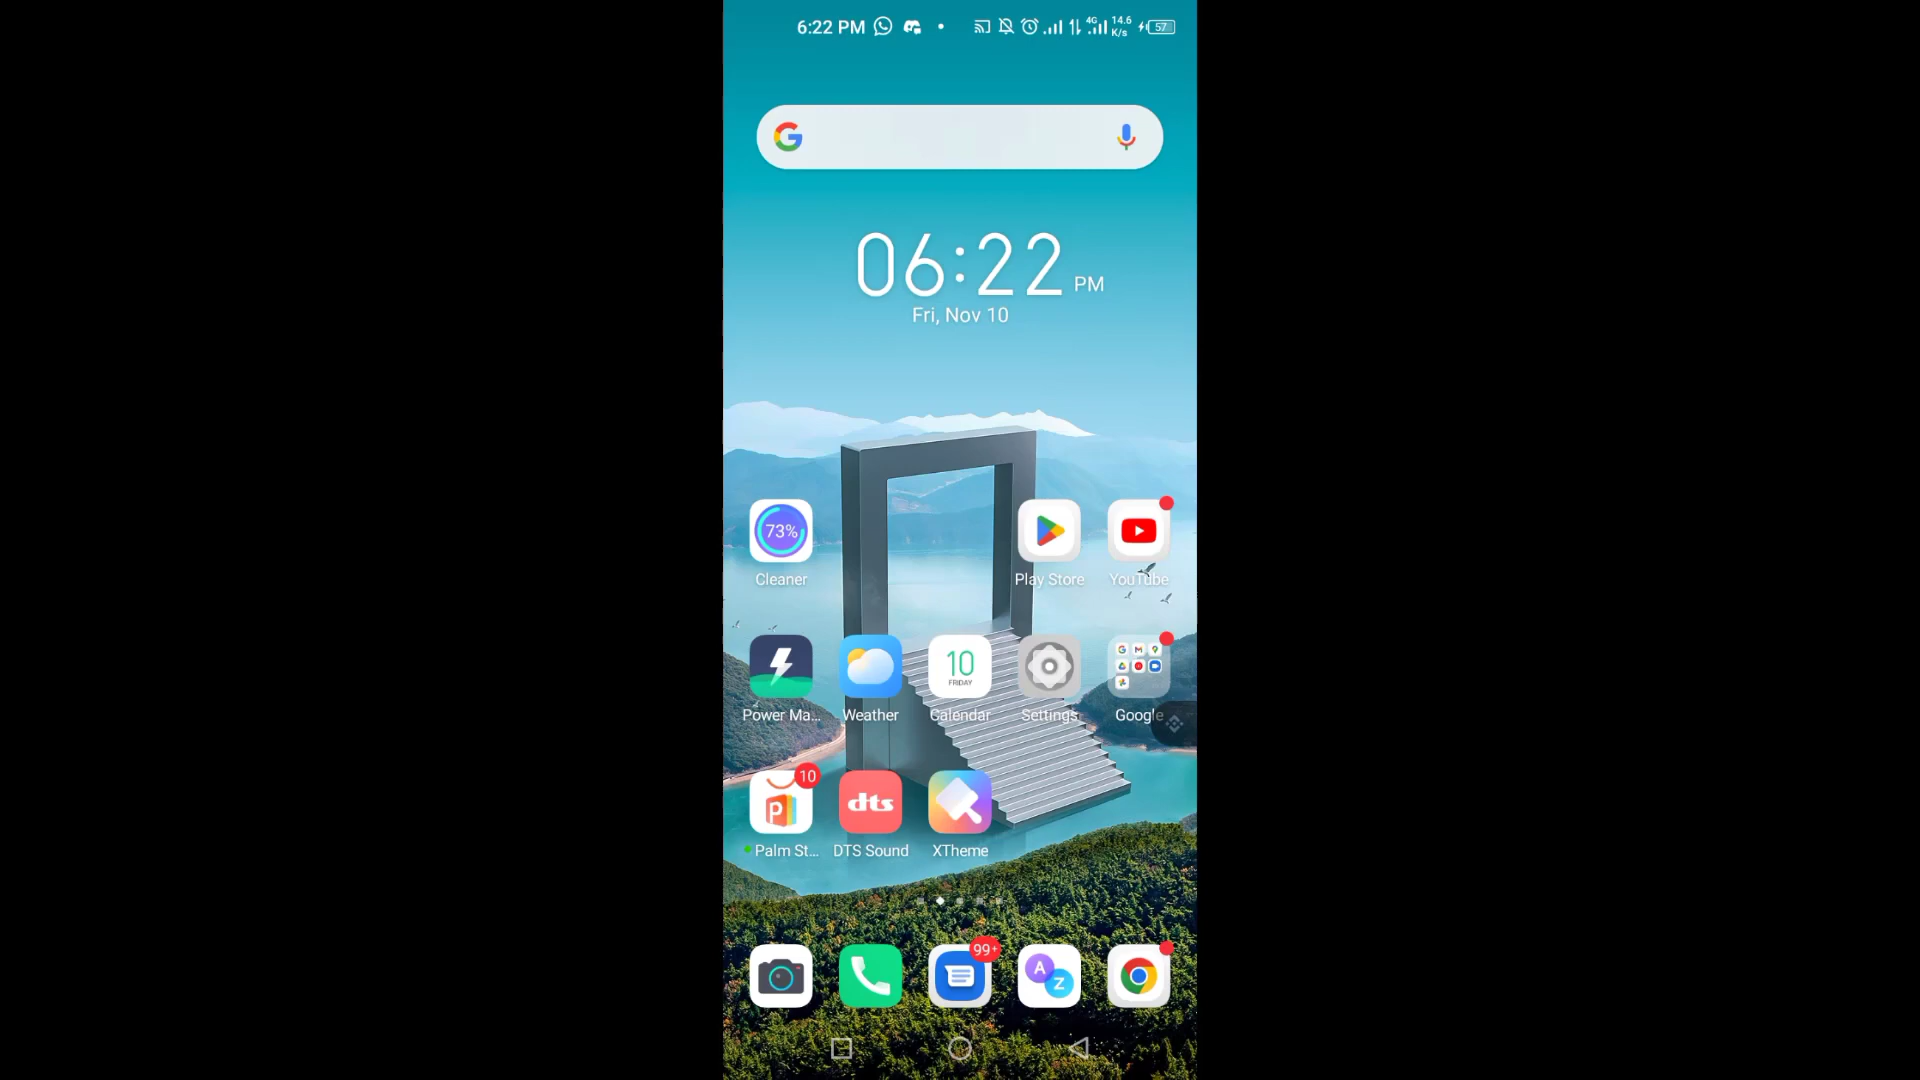 6:22 PM 4G 14.6 K/s 57
06:22 PM
Fri, Nov 10
73%
Cleaner
Play Store
YouTube
10
FRIDAY
Power Ma...
Weather
Calendar
Settings
Google
10
dts
Palm St...
DTS Sound
XTheme
99+
A
Z